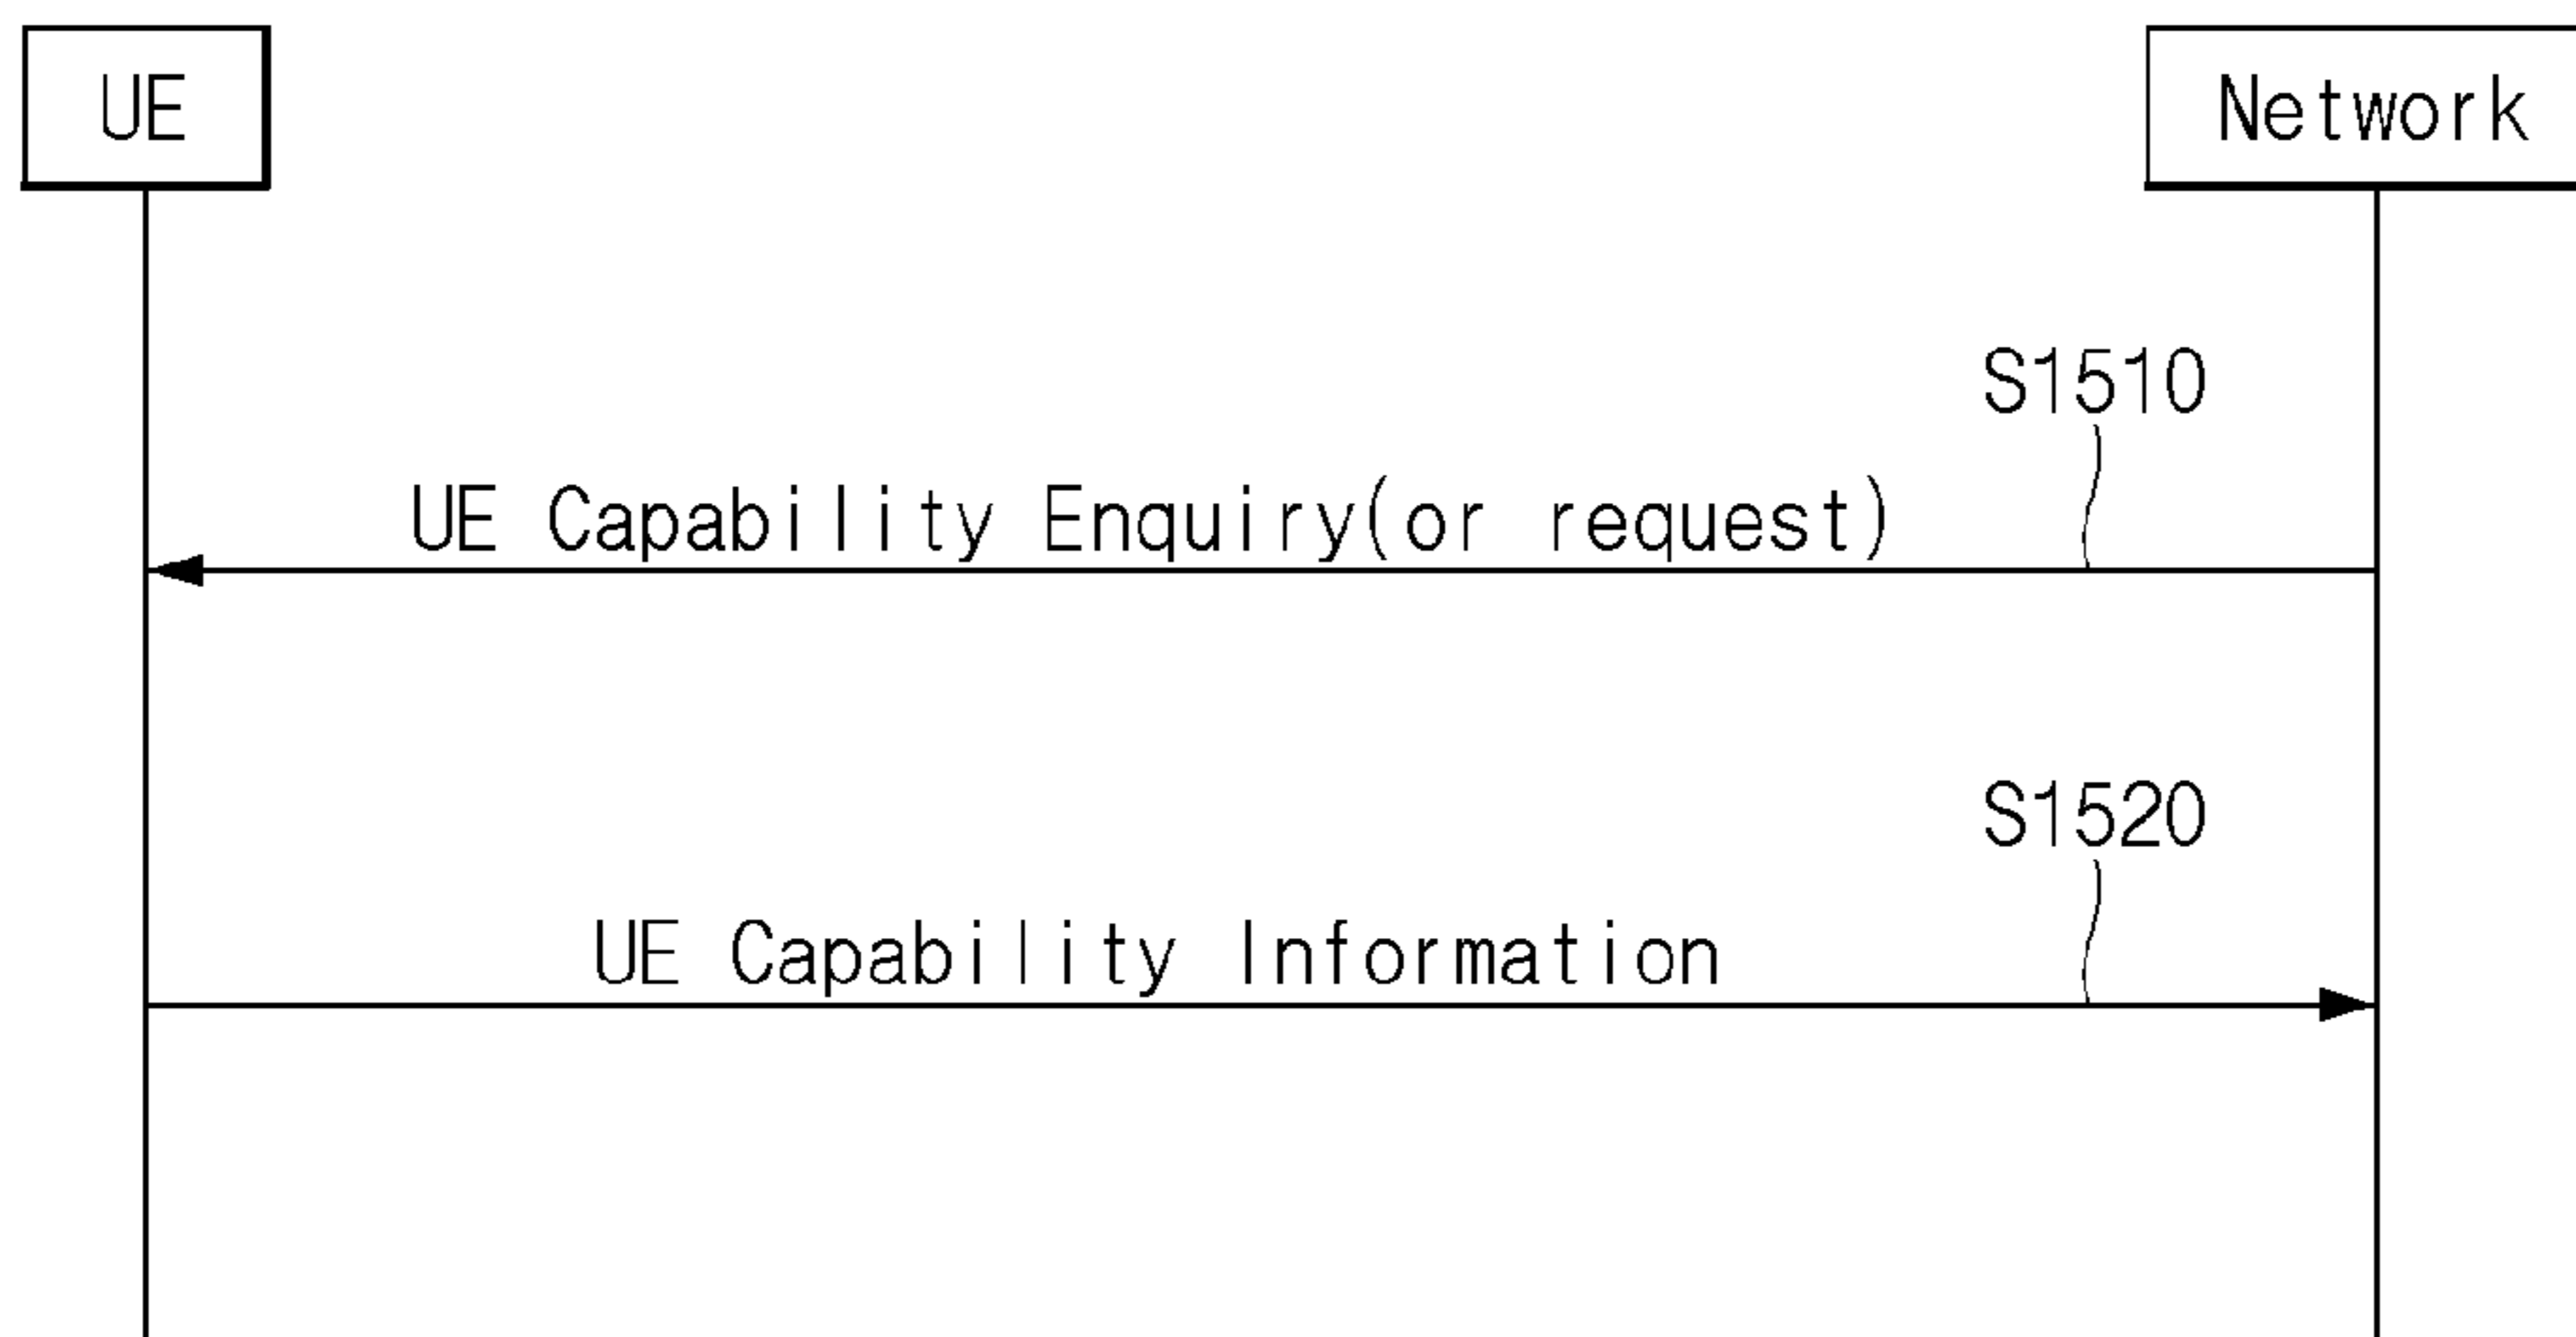 UE
Network
S1510
UE Capability Enquiry(or request)
S1520
UE Capability Information